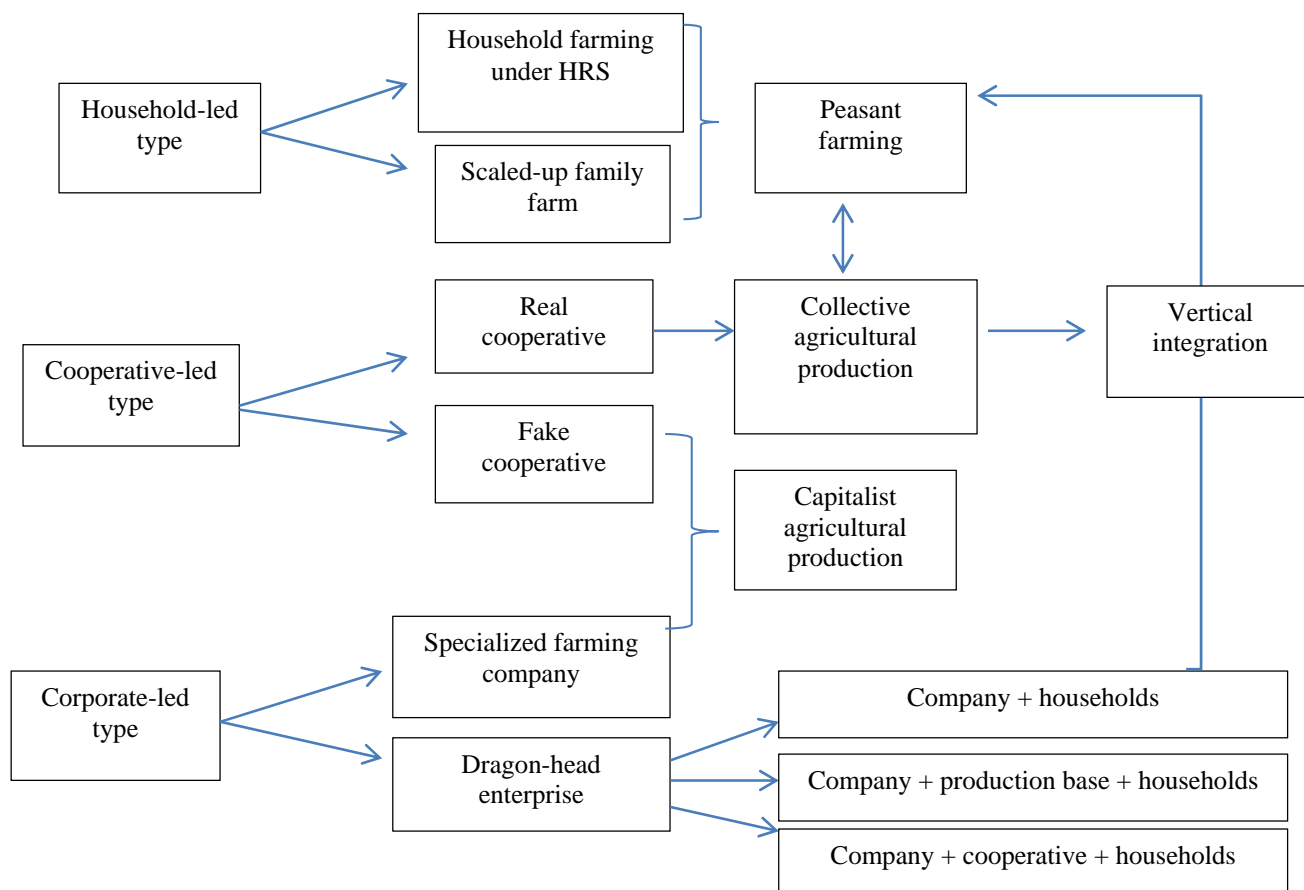 Household farming
under HRS
Household-led
type
Peasant
farming
Scaled-up family
farm
Real
cooperative
Collective
agricultural
production
Vertical
integration
Cooperative-led
type
Fake
cooperative
Capitalist
agricultural
production
Specialized farming
company
Corporate-led
type
Company + households
Dragon-head
enterprise
Company + production base + households
Company + cooperative + households